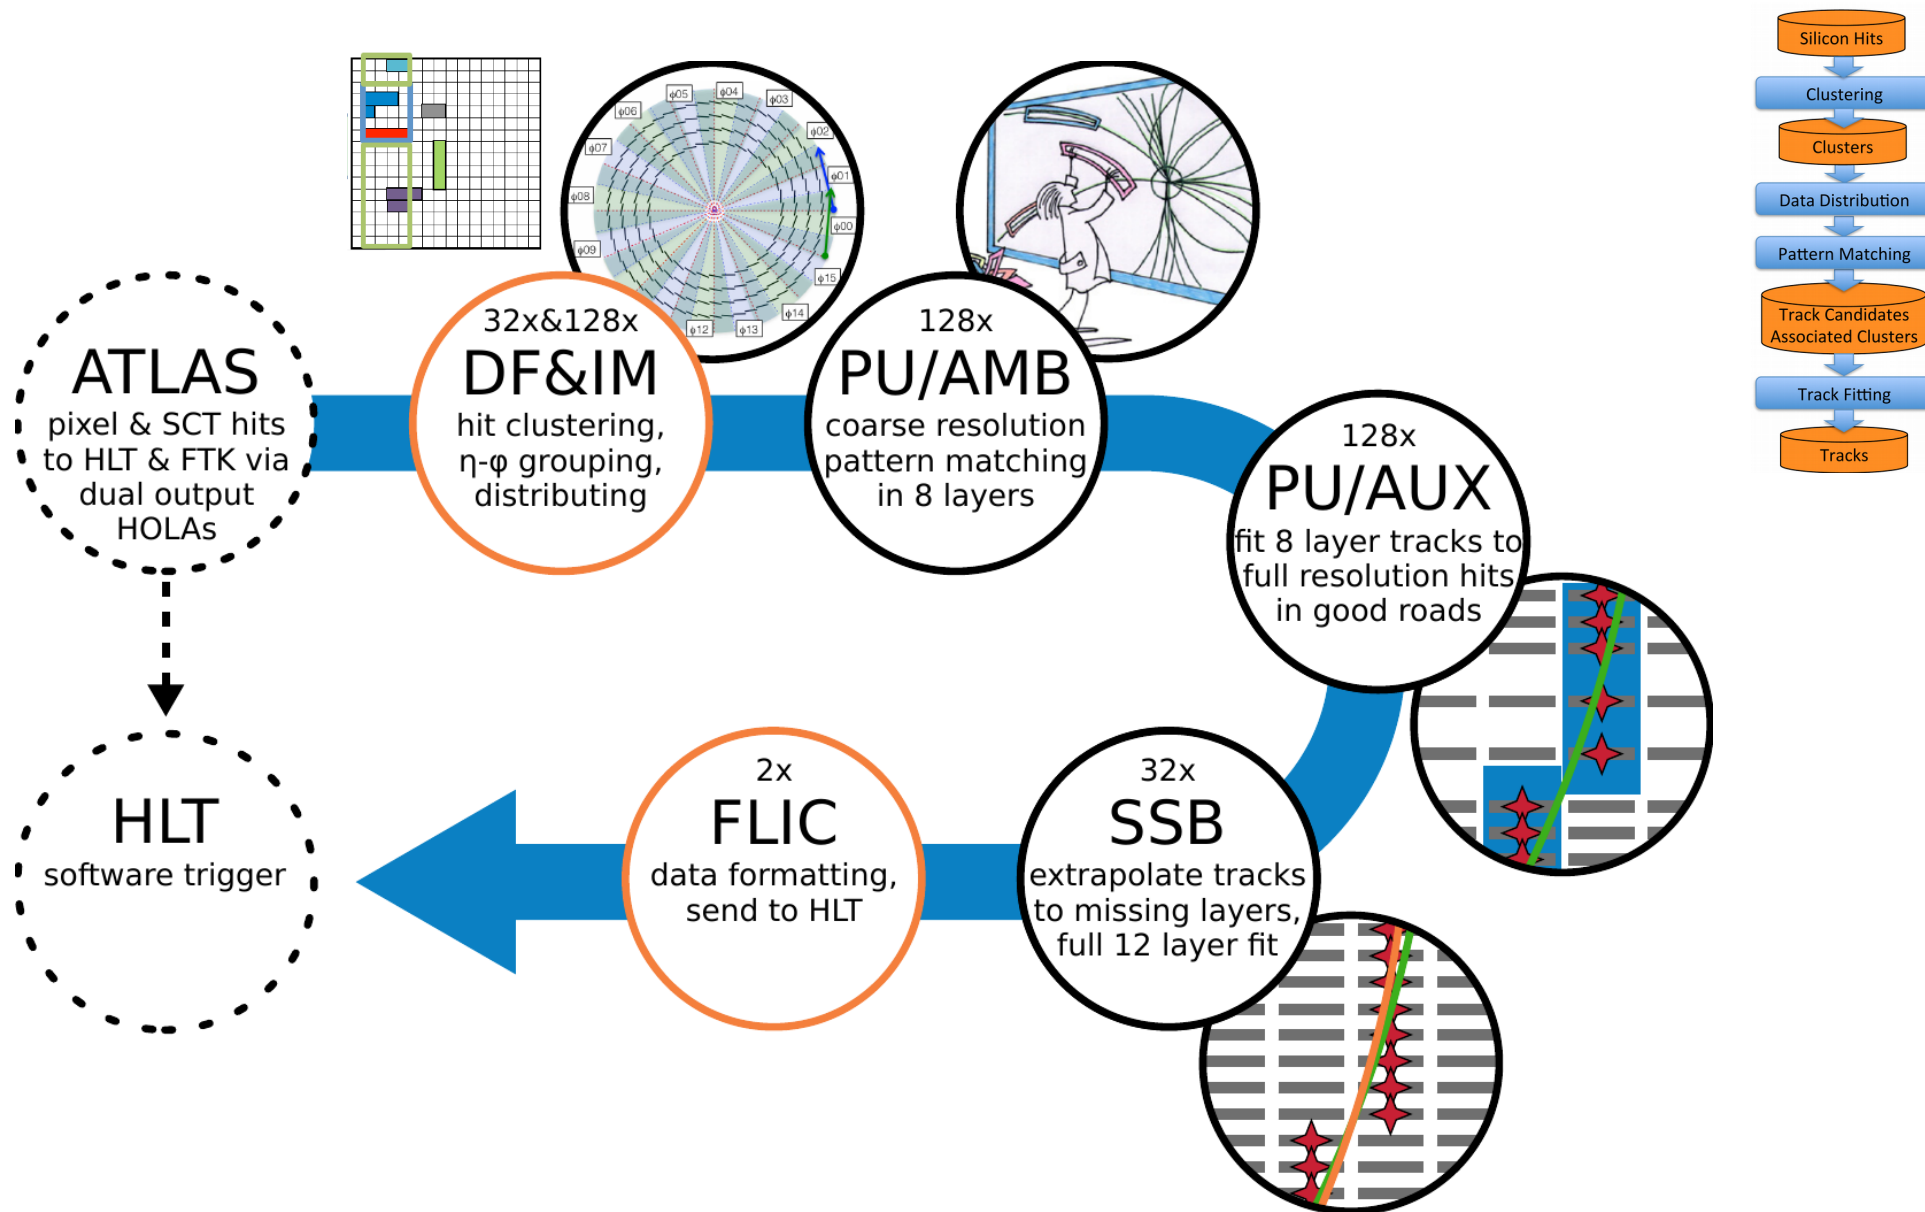 ATLAS
pixel & SCT hits
to HLT & FTK via
dual output
HOLAs
32x&128x
DF&IM
hit clustering,
η-φ grouping,
distributing
ϕ05
ϕ04
ϕ03
ϕ06
ϕ02
ϕ07
ϕ01
ϕ08
ϕ00
ϕ09
ϕ15
ϕ14
ϕ12
ϕ13
128x
PU/AMB
coarse resolution
pattern matching
in 8 layers
128x
PU/AUX
fit 8 layer tracks to
full resolution hits
in good roads
32x
SSB
extrapolate tracks
to missing layers,
full 12 layer fit
2x
FLIC
data formatting,
send to HLT
HLT
software trigger
Silicon Hits
Clustering
Clusters
Data Distribution
Pattern Matching
Track Candidates
Associated Clusters
Track Fitting
Tracks